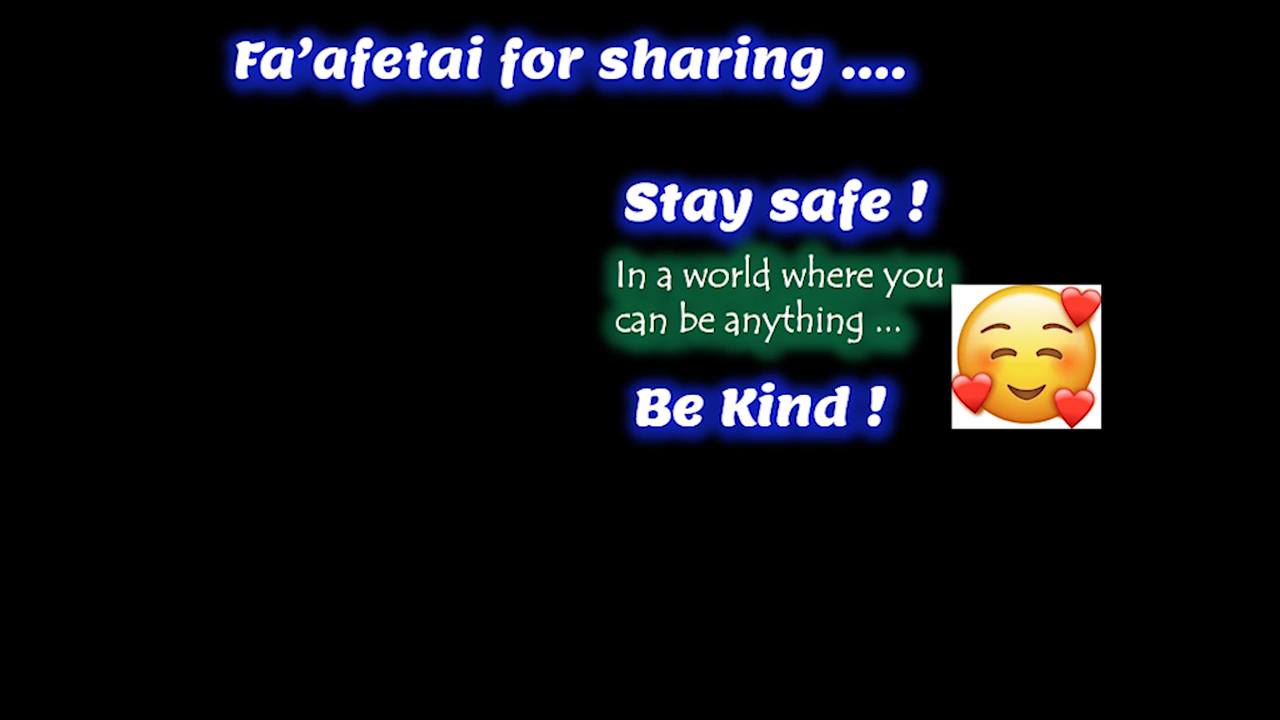 Fa’afetai for sharing ....
Stay safe !
In a world where you
can be anything ...
Be Kind !